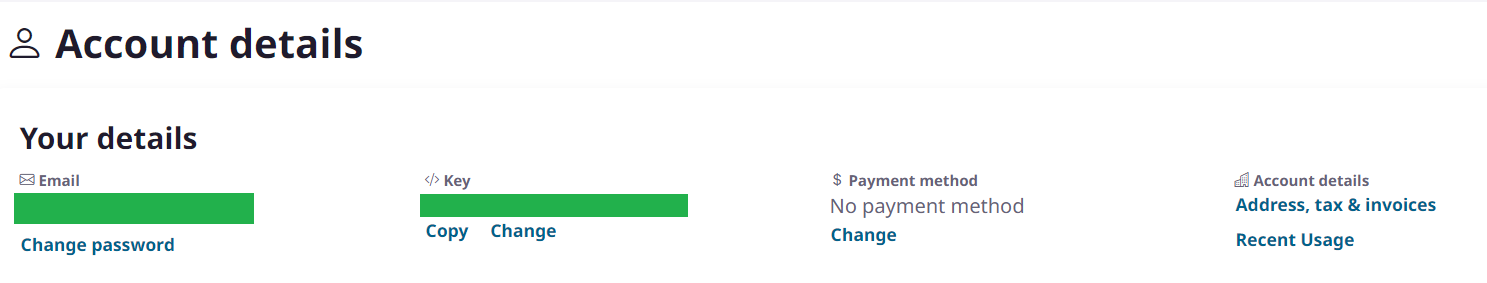 Account details
Your details
Email
Change password
Key
Copy Change
Payment method
No payment method
Change
Account details
Address, tax & invoices
Recent Usage